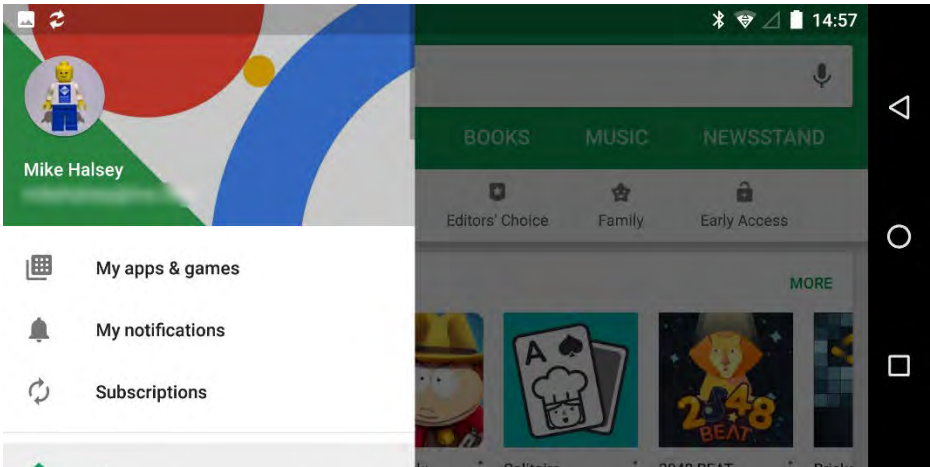 14:57
Mike Halsey
BOOKS MUSIC NEWSSTAND
Editors' Choice Family Early Access
My apps & games
MORE
My notifications
A
Subscriptions
2048
BEAT